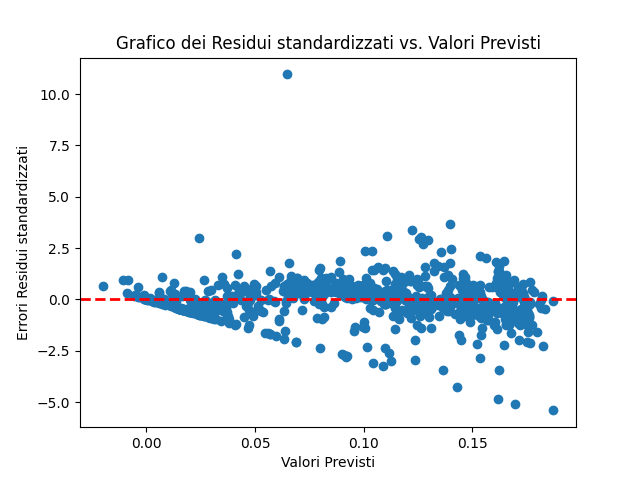 Grafico dei Residui standardizzati vs. Valori Previsti
Errori Residui standardizzati
10.0
7.5
5.0
2.5
0.0
−2.5
−5.0
0.00 0.05 0.10 0.15
Valori Previsti